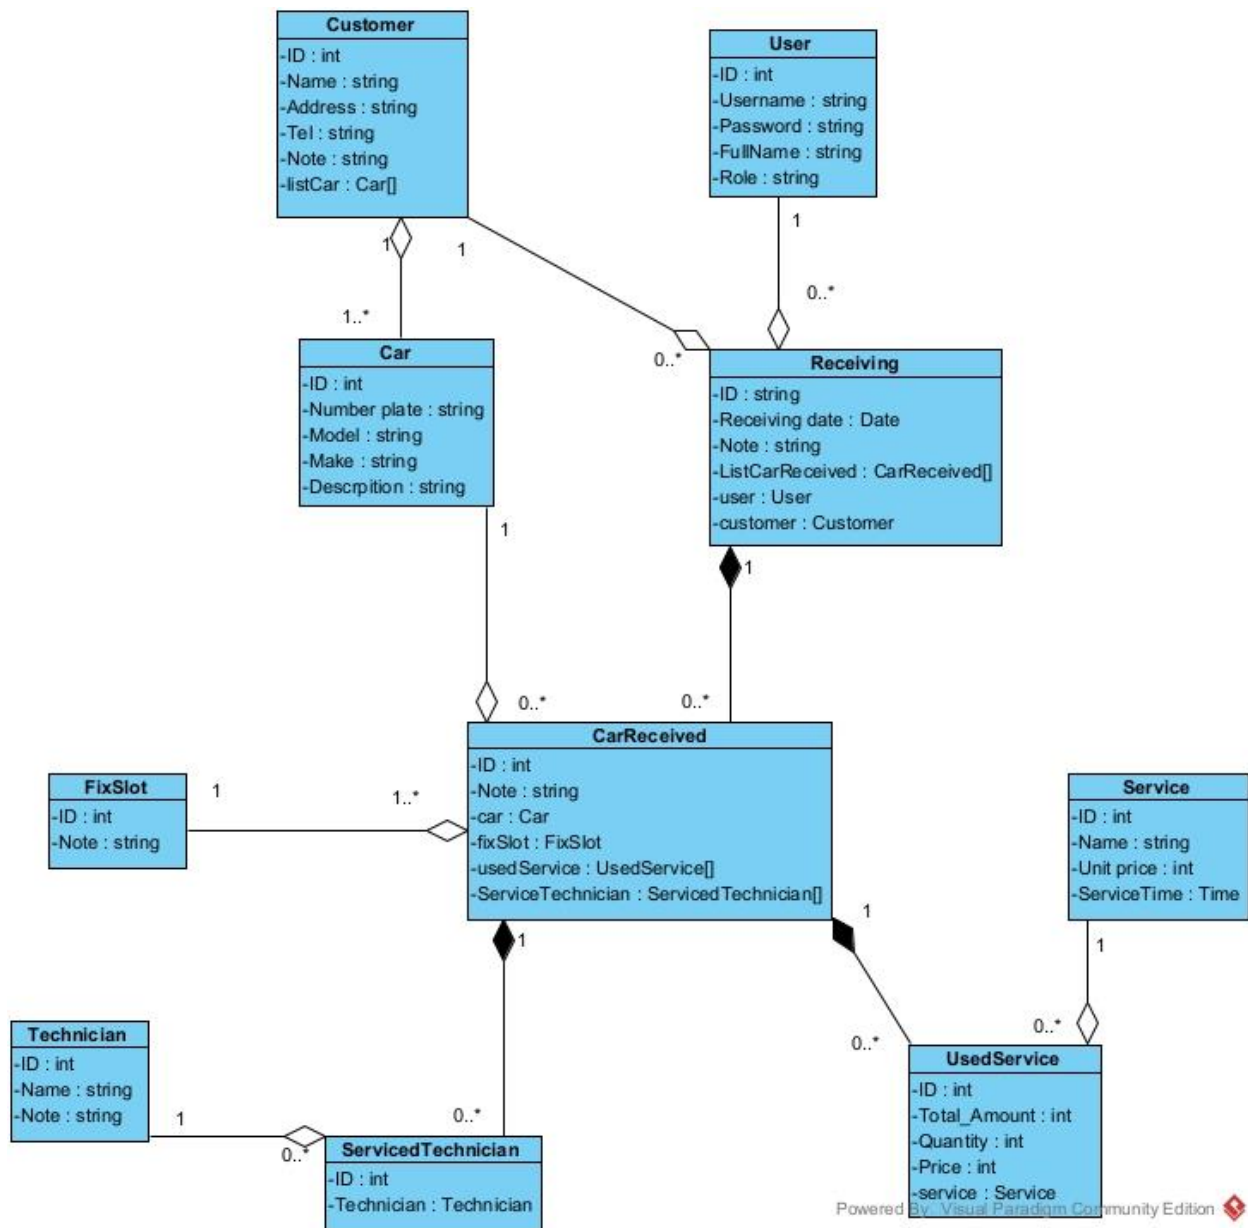 Customer
-ID : int
-Name : string
-Address : string
-Tel : string
-Note : string
-listCar : Car[]
User
-ID : int
-Username : string
-Password : string
-FullName : string
-Role : string
1
1
1
0..*
1..*
0..*
Car
-ID : int
-Number plate : string
-Model : string
-Make : string
-Descrpition : string
Receiving
-ID : string
-Receiving date : Date
-Note : string
-ListCarReceived : CarReceived[]
-user : User
-customer : Customer
1
1
0..*
0..*
CarReceived
-ID : int
-Note : string
-car : Car
-fixSlot : FixSlot
-usedService : UsedService[]
-ServiceTechnician : ServicedTechnician[]
FixSlot
-ID : int
-Note : string
1
1..*
Service
-ID : int
-Name : string
-Unit price : int
-ServiceTime : Time
1
1
1
0..*
0..*
Technician
-ID : int
-Name : string
-Note : string
1
0..*
0..*
ServicedTechnician
-ID : int
-Technician : Technician
UsedService
-ID : int
-Total_Amount : int
-Quantity : int
-Price : int
-service : Service
Powered By Visual Paradigm Community Edition